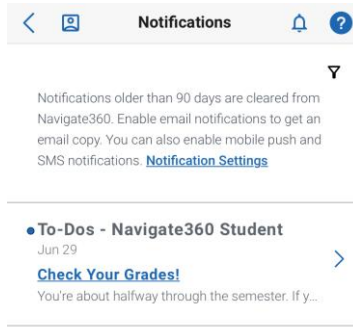 Notifications
?
Notifications older than 90 days are cleared from
Navigate360. Enable email notifications to get an
email copy. You can also enable mobile push and
SMS notifications. Notification Settings
To-Dos - Navigate360 Student
Jun 29
Check Your Grades!
You're about halfway through the semester. If y...